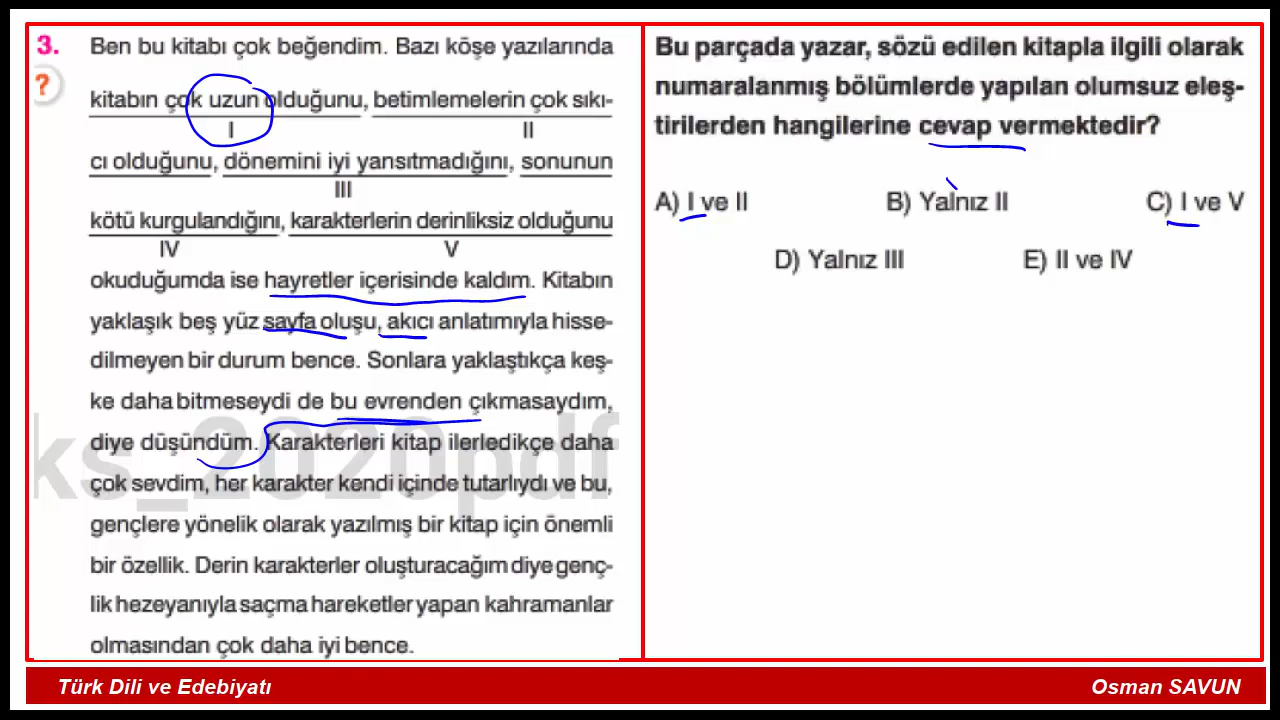 3. Ben bu kitabı çok beğendim. Bazı köşe yazılarında
?
kitabın çok uzun olduğunu, betimlemelerin çok sıkı-
I II
cı olduğunu, dönemini iyi yansıtmadığını, sonunun
III
kötü kurgulandığını, karakterlerin derinliksiz olduğunu
IV V
okuduğumda ise hayretler içerisinde kaldım. Kitabın
yaklaşık beş yüz sayfa oluşu, akıcı anlatımıyla hisse-
dilmeyen bir durum bence. Sonlara yaklaştıkça keş-
ke daha bitmeseydi de bu evrenden çıkmasaydım,
diye düşündüm. Karakterleri kitap ilerledikçe daha
çok sevdim, her karakter kendi içinde tutarlıydı ve bu,
gençlere yönelik olarak yazılmış bir kitap için önemli
bir özellik. Derin karakterler oluşturacağım diye genç-
lik hezeyanıyla saçma hareketler yapan kahramanlar
olmasından çok daha iyi bence.
ks_2020pdf
Bu parçada yazar, sözü edilen kitapla ilgili olarak
numaralanmış bölümlerde yapılan olumsuz eleş-
tirilerden hangilerine cevap vermektedir?
A) I ve II B) Yalnız II C) I ve V
D) Yalnız III E) II ve IV
Türk Dili ve Edebiyatı
Osman SAVUN